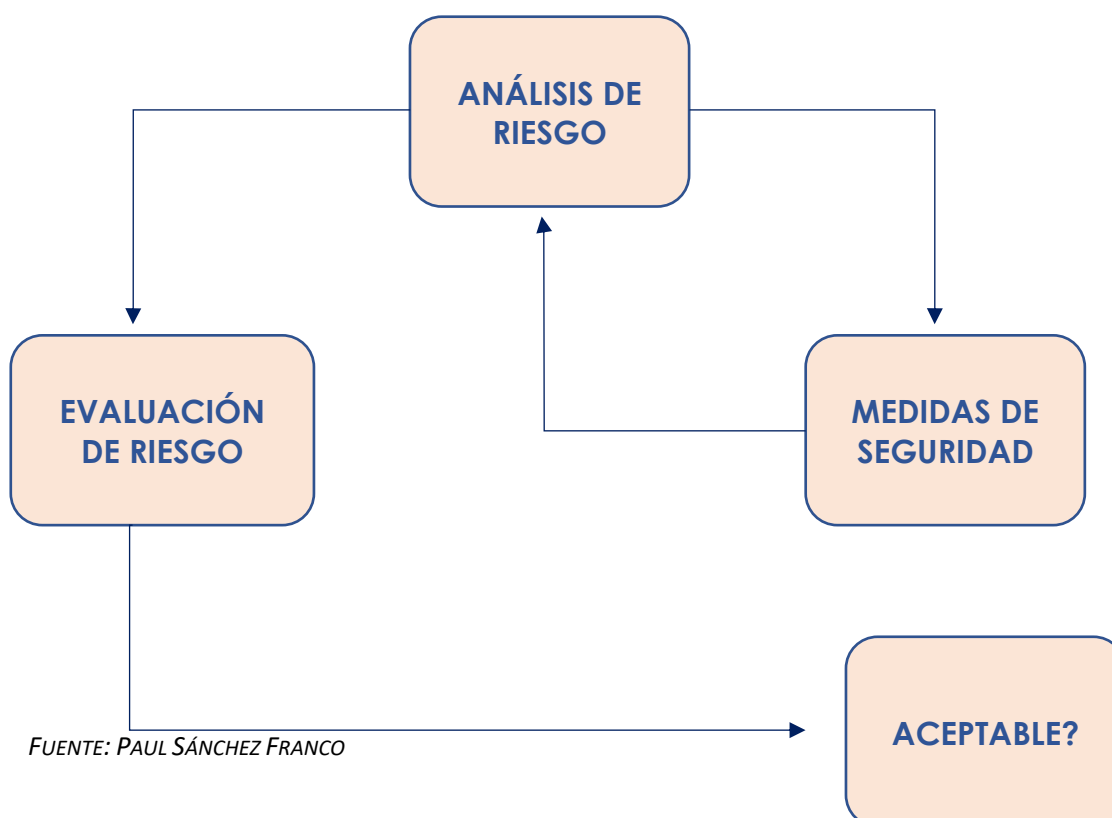 ANÁLISIS DE
RIESGO
EVALUACIÓN
DE RIESGO
MEDIDAS DE
SEGURIDAD
FUENTE: PAUL SÁNCHEZ FRANCO
ACEPTABLE?